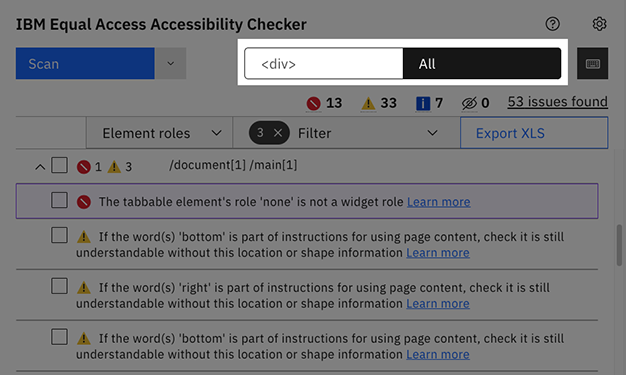 IBM Equal Access Accessibility Checker
Scan
<div>
All
13 33 7 0 53 issues found
Element roles
3 Filter
Export XLS
1 3 /document[1] /main[1]
The tabbable element's role 'none' is not a widget role Learn more
If the word(s) 'bottom' is part of instructions for using page content, check it is still
understandable without this location or shape information Learn more
If the word(s) 'right' is part of instructions for using page content, check it is still
understandable without this location or shape information Learn more
If the word(s) 'bottom' is part of instructions for using page content, check it is still
understandable without this location or shape information Learn more